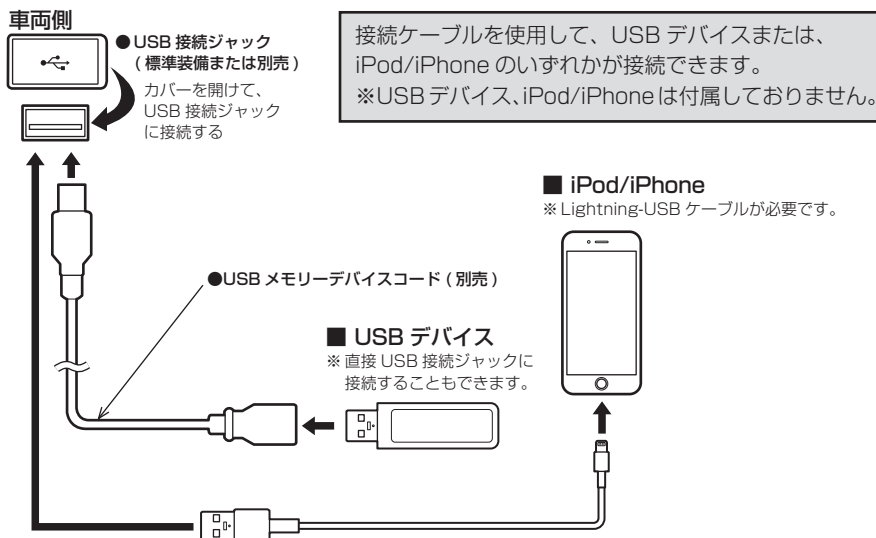 車両側
●USB 接続ジャック
(標準装備または別売)
カバーを開けて、
USB 接続ジャック
に接続する
接続ケーブルを使用して、USB デバイスまたは、
iPod/iPhone のいずれかが接続できます。
※USBデバイス、iPod/iPhoneは付属しておりません。
■ iPod/iPhone
※Lightning-USB ケーブルが必要です。
●USB メモリーデバイスコード(別売)
■ USB デバイス
※直接 USB 接続ジャックに
接続することもできます。